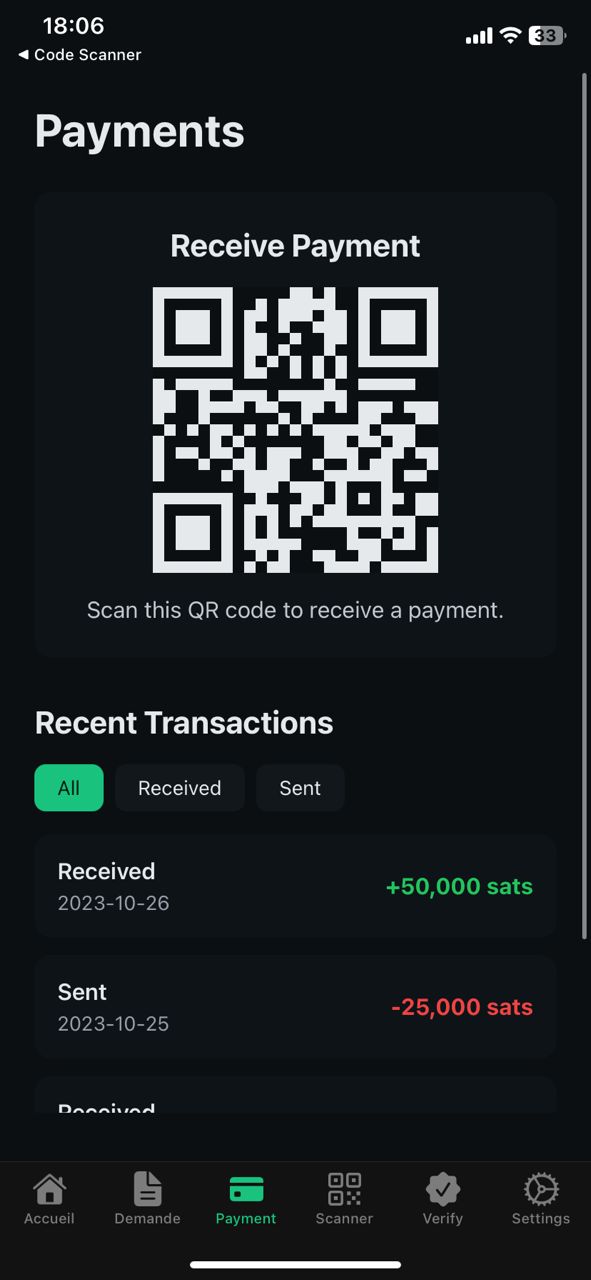 18:06
◀ Code Scanner
33
Payments
Receive Payment
Scan this QR code to receive a payment.
Recent Transactions
All
Received
Sent
Received
+50,000 sats
2023-10-26
Sent
-25,000 sats
2023-10-25
Received
Accueil
Demande
Payment
Scanner
Verify
Settings